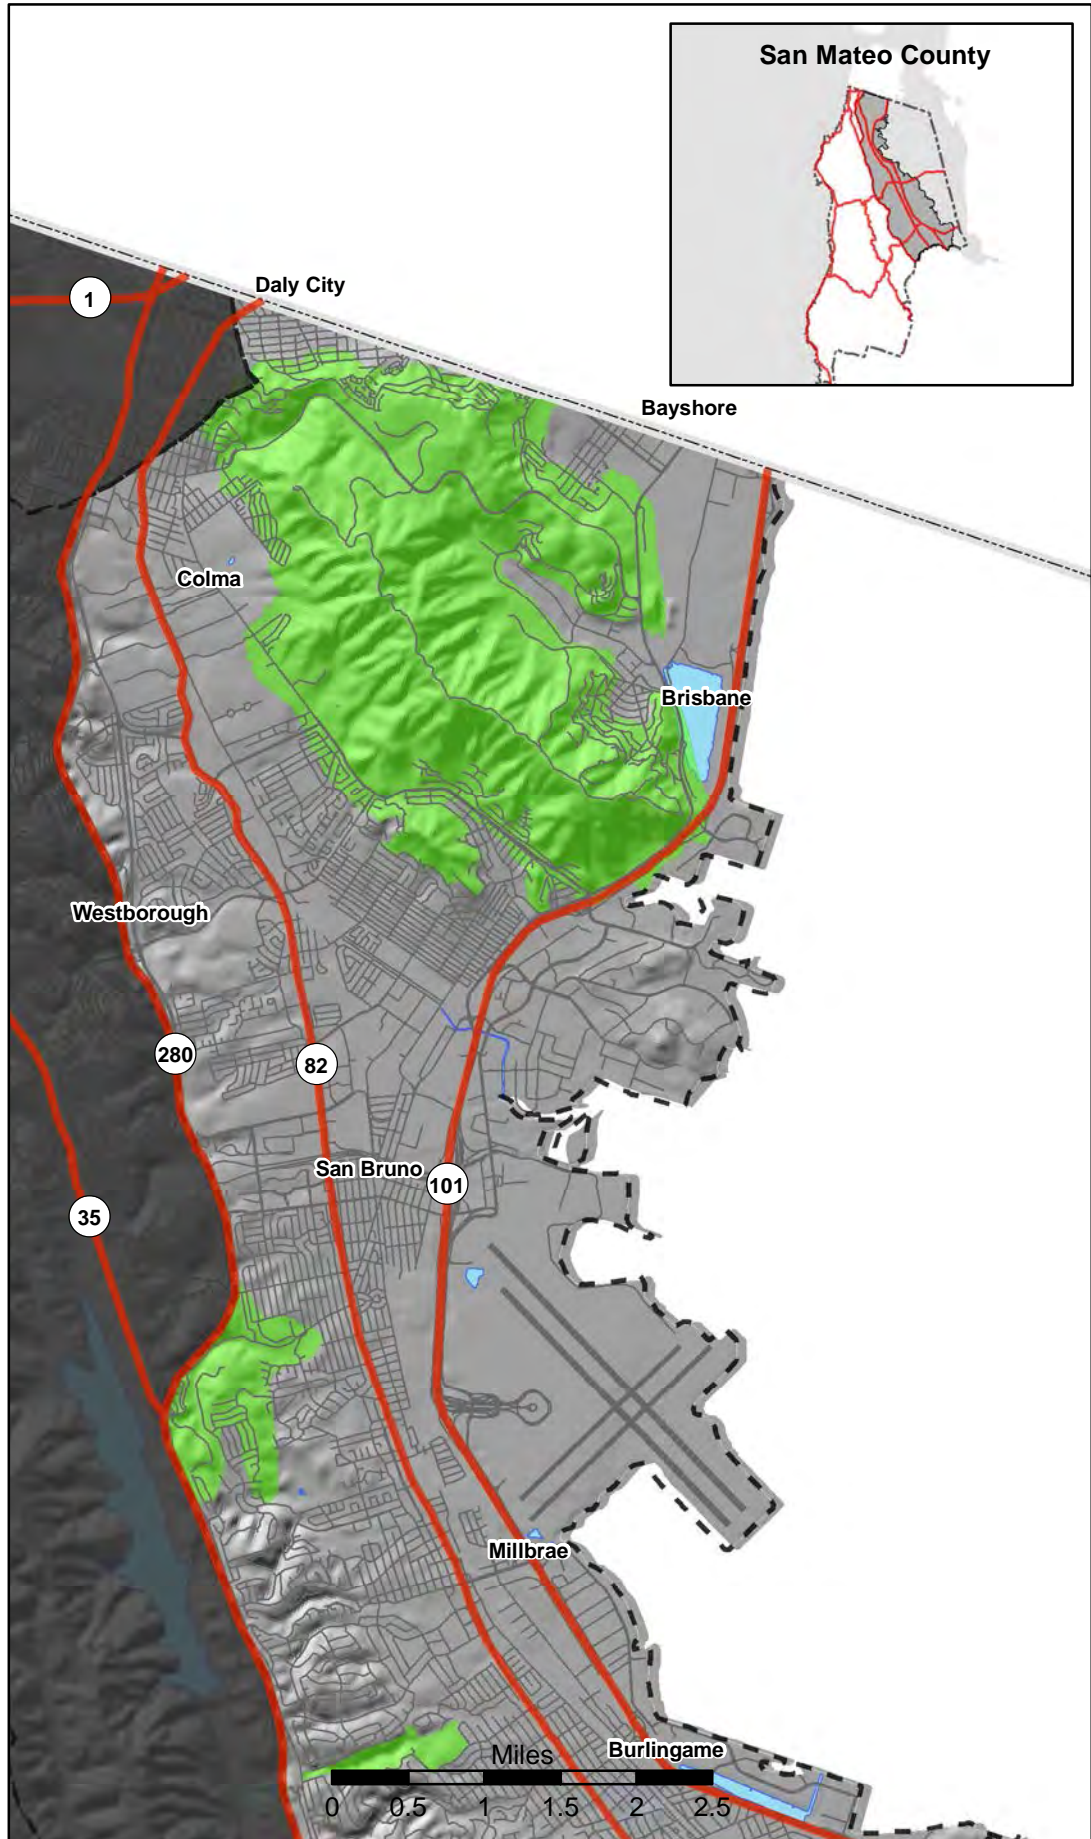 San Mateo County
Daly City
1
Bayshore
Colma
Brisbane
Westborough
280
82
San Bruno
101
35
Millbrae
Burlingame
Miles
0 0.5 1 1.5 2 2.5